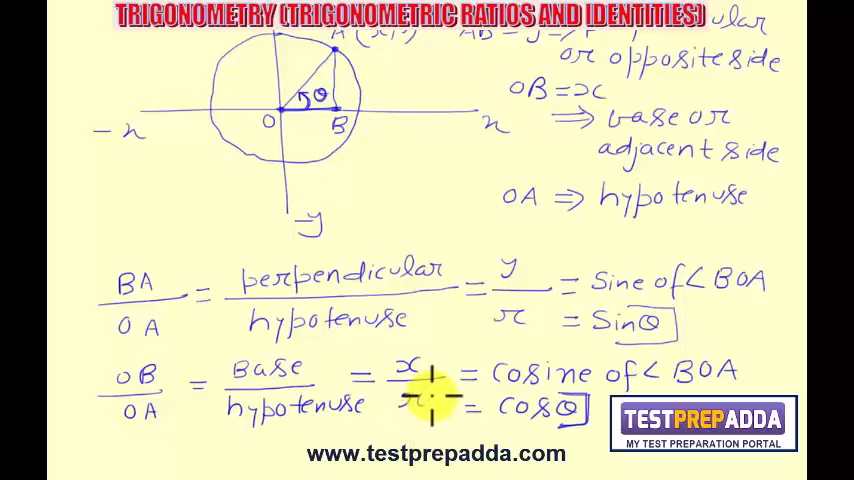 TRIGONOMETRY (TRIGONOMETRIC RATIOS AND IDENTITIES)
or opposite side
OB = x
⇒ base or
adjacent side
OA ⇒ hypotenuse
θ
O B
-x x
-y
BA/OA = perpendicular/hypotenuse = y/r = Sine of ∠ BOA
= Sinθ
OB/OA = Base/hypotenuse = x/r = Cosine of ∠ BOA
= Cosθ
TESTPREPADDA
MY TEST PREPARATION PORTAL
www.testprepadda.com